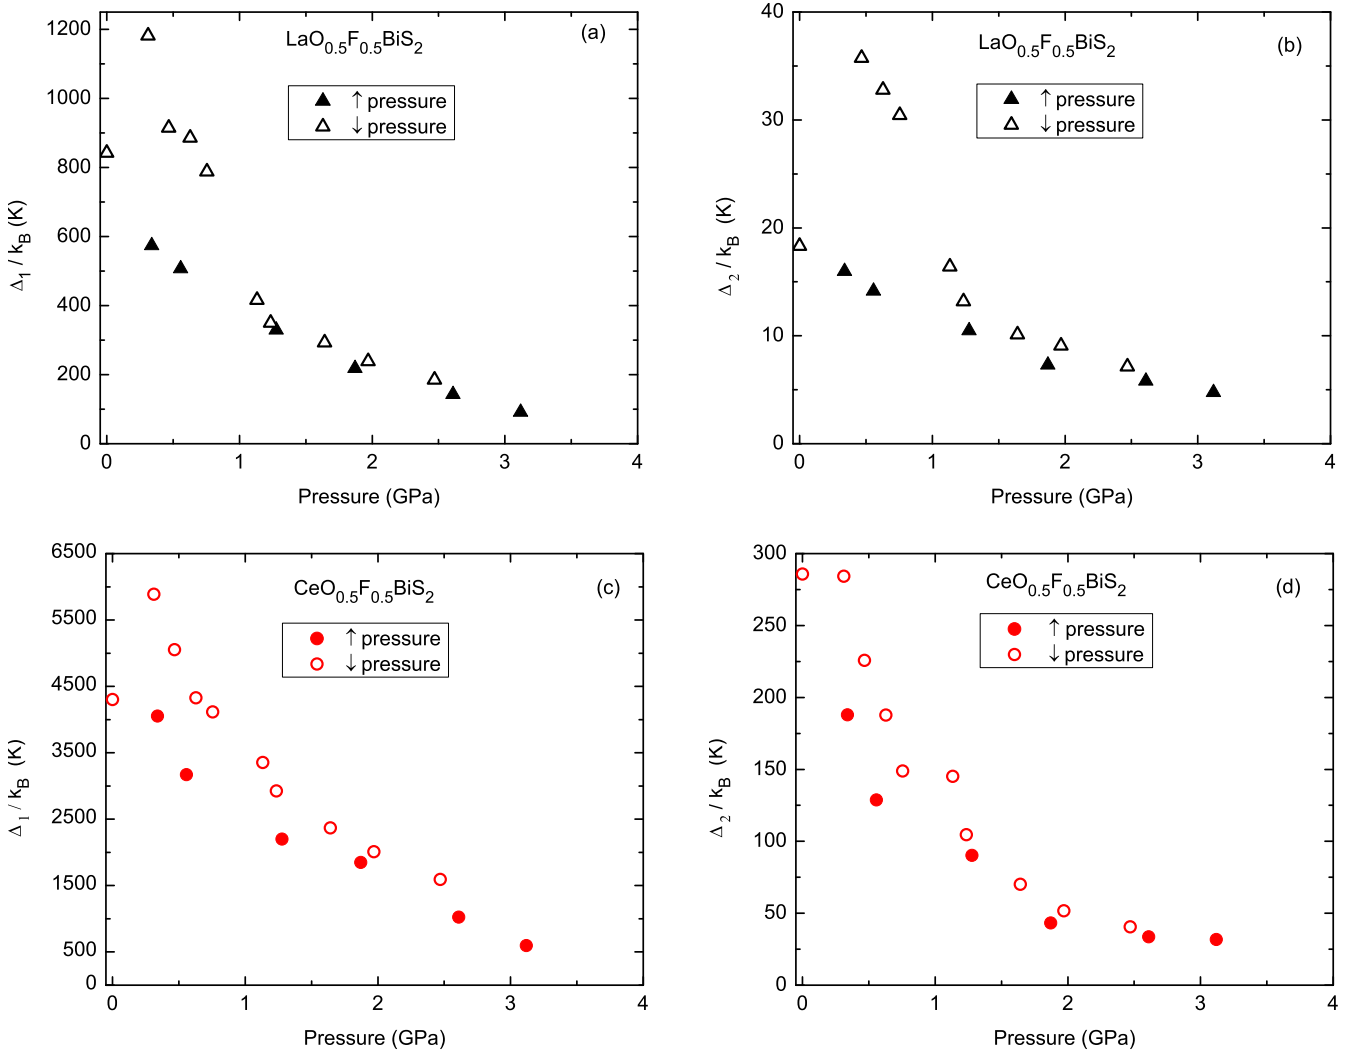 (a)
LaO0.5F0.5BiS2
↑ pressure
↓ pressure
1200
1000
800
600
400
200
0
Δ1 / kB (K)
0 1 2 3 4
Pressure (GPa)
(b)
LaO0.5F0.5BiS2
↑ pressure
↓ pressure
40
30
20
10
0
Δ2 / kB (K)
0 1 2 3 4
Pressure (GPa)
(c)
CeO0.5F0.5BiS2
↑ pressure
↓ pressure
6500
5500
4500
3500
2500
1500
500
0
Δ1 / kB (K)
0 1 2 3 4
Pressure (GPa)
(d)
CeO0.5F0.5BiS2
↑ pressure
↓ pressure
300
250
200
150
100
50
0
Δ2 / kB (K)
0 1 2 3 4
Pressure (GPa)